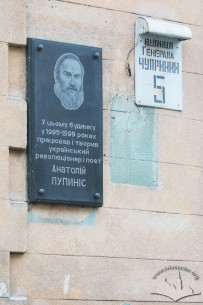 У цьому будинку
у 1995-1999 роках
працював і творив
український
революціонер і поет
АНАТОЛІЙ
ЛУПИНІС
ВУЛИЦЯ
ГЕНЕРАЛА
ЧУПРИНКИ
5